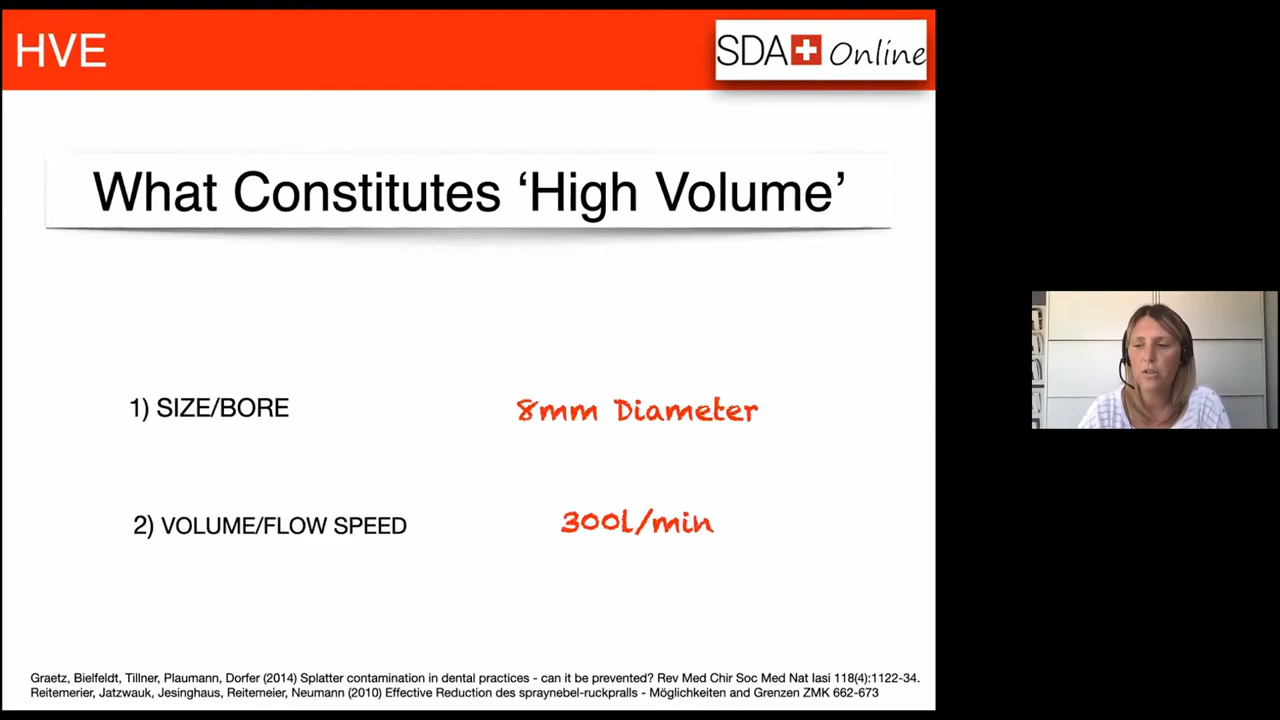 HVE
SDA Online
What Constitutes ‘High Volume’
1) SIZE/BORE
8mm Diameter
2) VOLUME/FLOW SPEED
300l/min
Graetz, Bielfeldt, Tillner, Plaumann, Dorfer (2014) Splatter contamination in dental practices - can it be prevented? Rev Med Chir Soc Med Nat Iasi 118(4):1122-34.
Reitemerier, Jatzwauk, Jesinghaus, Reitemeier, Neumann (2010) Effective Reduction des spraynebel-ruckpralls - Möglichkeiten and Grenzen ZMK 662-673